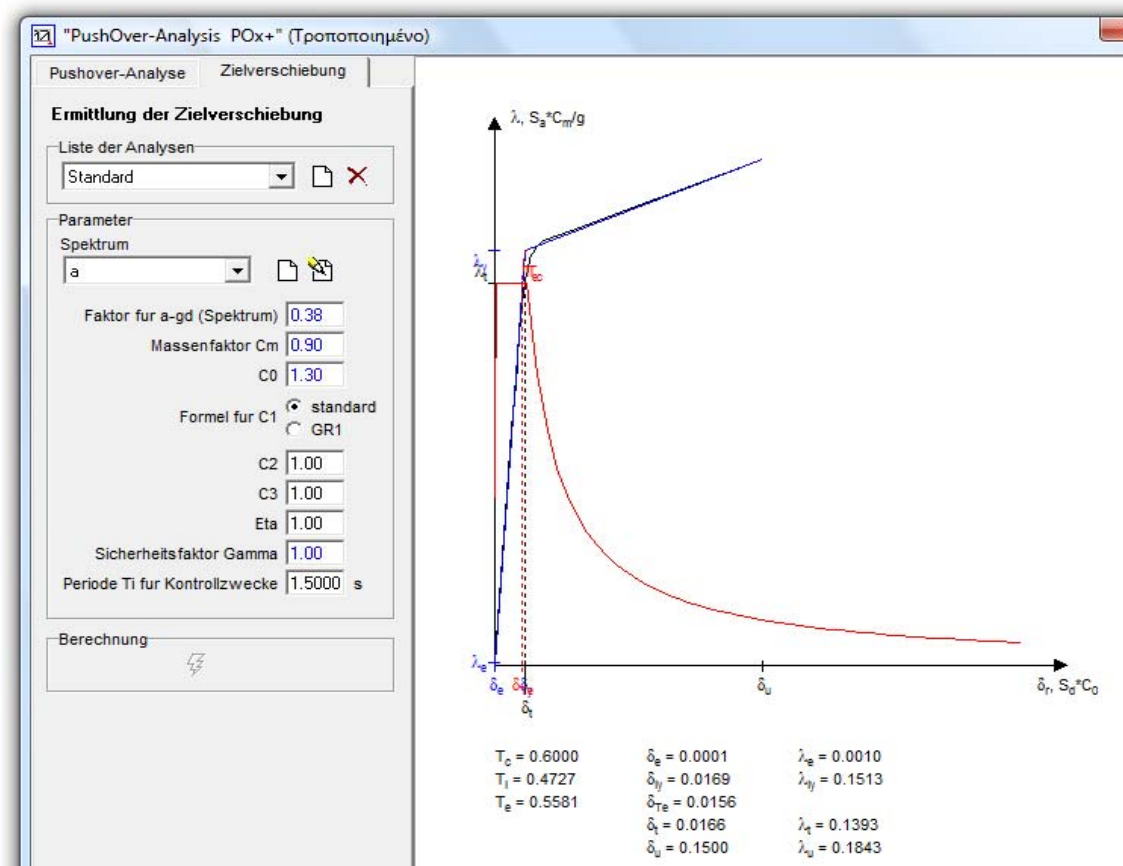 "PushOver-Analysis POx+" (Τροποποιημένο)
Pushover-Analyse Zielverschiebung
Ermittlung der Zielverschiebung
Liste der Analysen
Standard
Parameter
Spektrum
a
Faktor fur a-gd (Spektrum) 0.38
Massenfaktor Cm 0.90
C0 1.30
Formel fur C1 standard
GR1
C2 1.00
C3 1.00
Eta 1.00
Sicherheitsfaktor Gamma 1.00
Periode Ti fur Kontrollzwecke 1.5000 s
Berechnung
λ, Sa*Cm/g
λt
Tec
λe
δe
δt
δu
δr, Sd*C0
Tc = 0.6000 δe = 0.0001 λe = 0.0010
Ti = 0.4727 δly = 0.0169 λly = 0.1513
Te = 0.5581 δTe = 0.0156
δt = 0.0166 λt = 0.1393
δu = 0.1500 λu = 0.1843